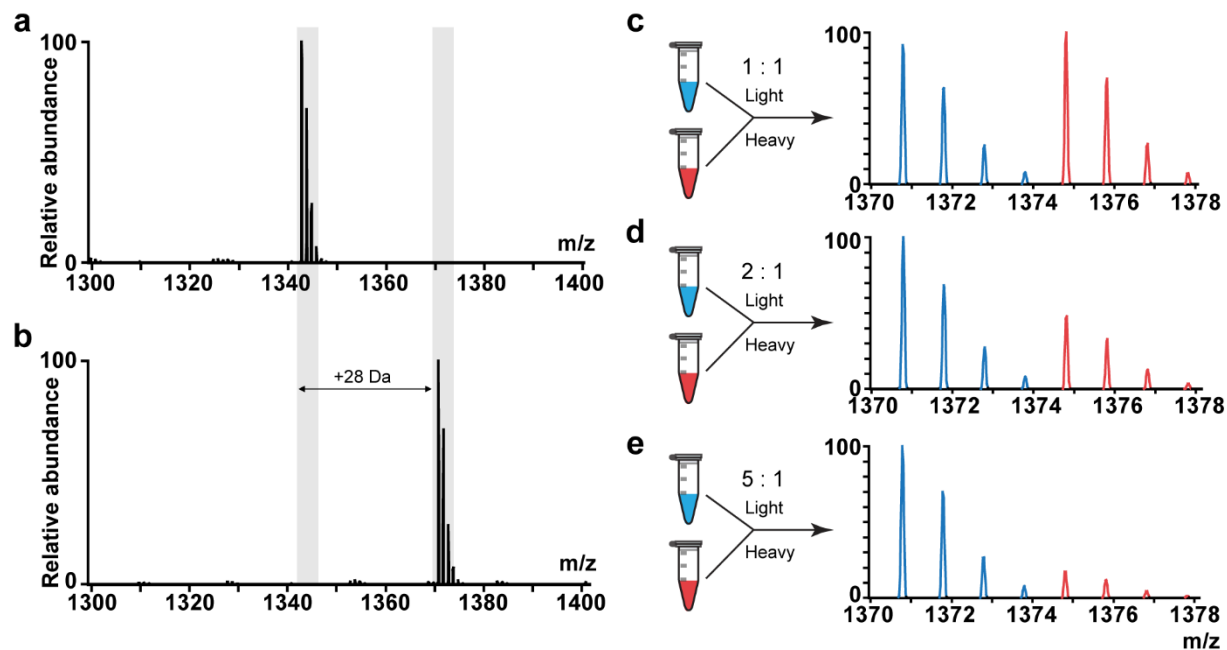 a
Relative abundance
100
0
1300 1320 1340 1360 1380 1400
m/z
b
Relative abundance
100
0
+28 Da
1300 1320 1340 1360 1380 1400
m/z
c
1 : 1
Light
Heavy
100
0
1370 1372 1374 1376 1378
d
2 : 1
Light
Heavy
100
0
1370 1372 1374 1376 1378
e
5 : 1
Light
Heavy
100
0
1370 1372 1374 1376 1378
m/z